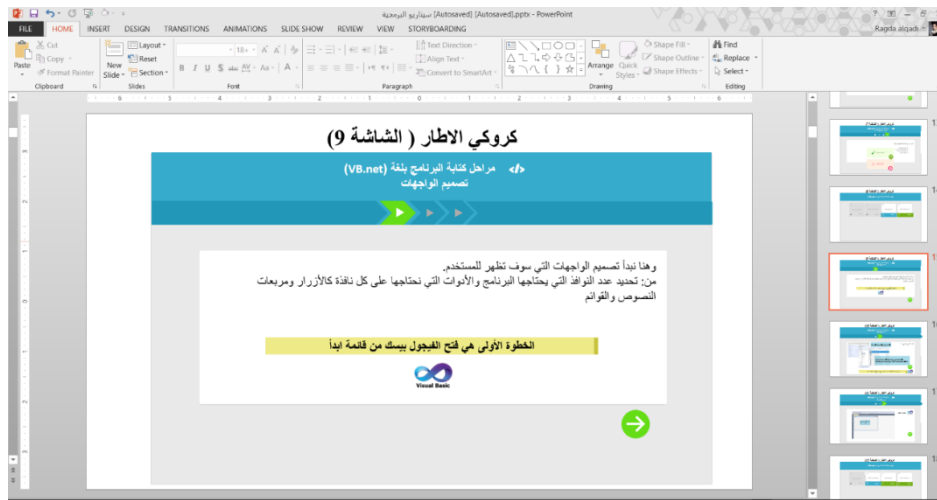 سيناريو البرمجية [Autosaved] [Autosaved].pptx - PowerPoint
FILE HOME INSERT DESIGN TRANSITIONS ANIMATIONS SLIDE SHOW REVIEW VIEW STORYBOARDING
Ragda alqadi
Paste
Cut
Copy
Format Painter
Clipboard
New Slide
Layout
Reset
Section
Slides
18
B I U S abc AV Aa A
Font
Text Direction
Align Text
Convert to SmartArt
Paragraph
Arrange
Quick Styles
Shape Fill
Shape Outline
Shape Effects
Drawing
Find
Replace
Select
Editing
كروكي الاطار ( الشاشة 9)
</> مراحل كتابة البرنامج بلغة (VB.net)
تصميم الواجهات
وهنا نبدأ تصميم الواجهات التي سوف تظهر للمستخدم.
من: تحديد عدد النوافذ التي يحتاجها البرنامج والأدوات التي نحتاجها على كل نافذة كالأزرار ومربعات
النصوص والقوائم
الخطوة الأولى هي فتح الفيجول بيسك من قائمة ابدأ
Visual Basic